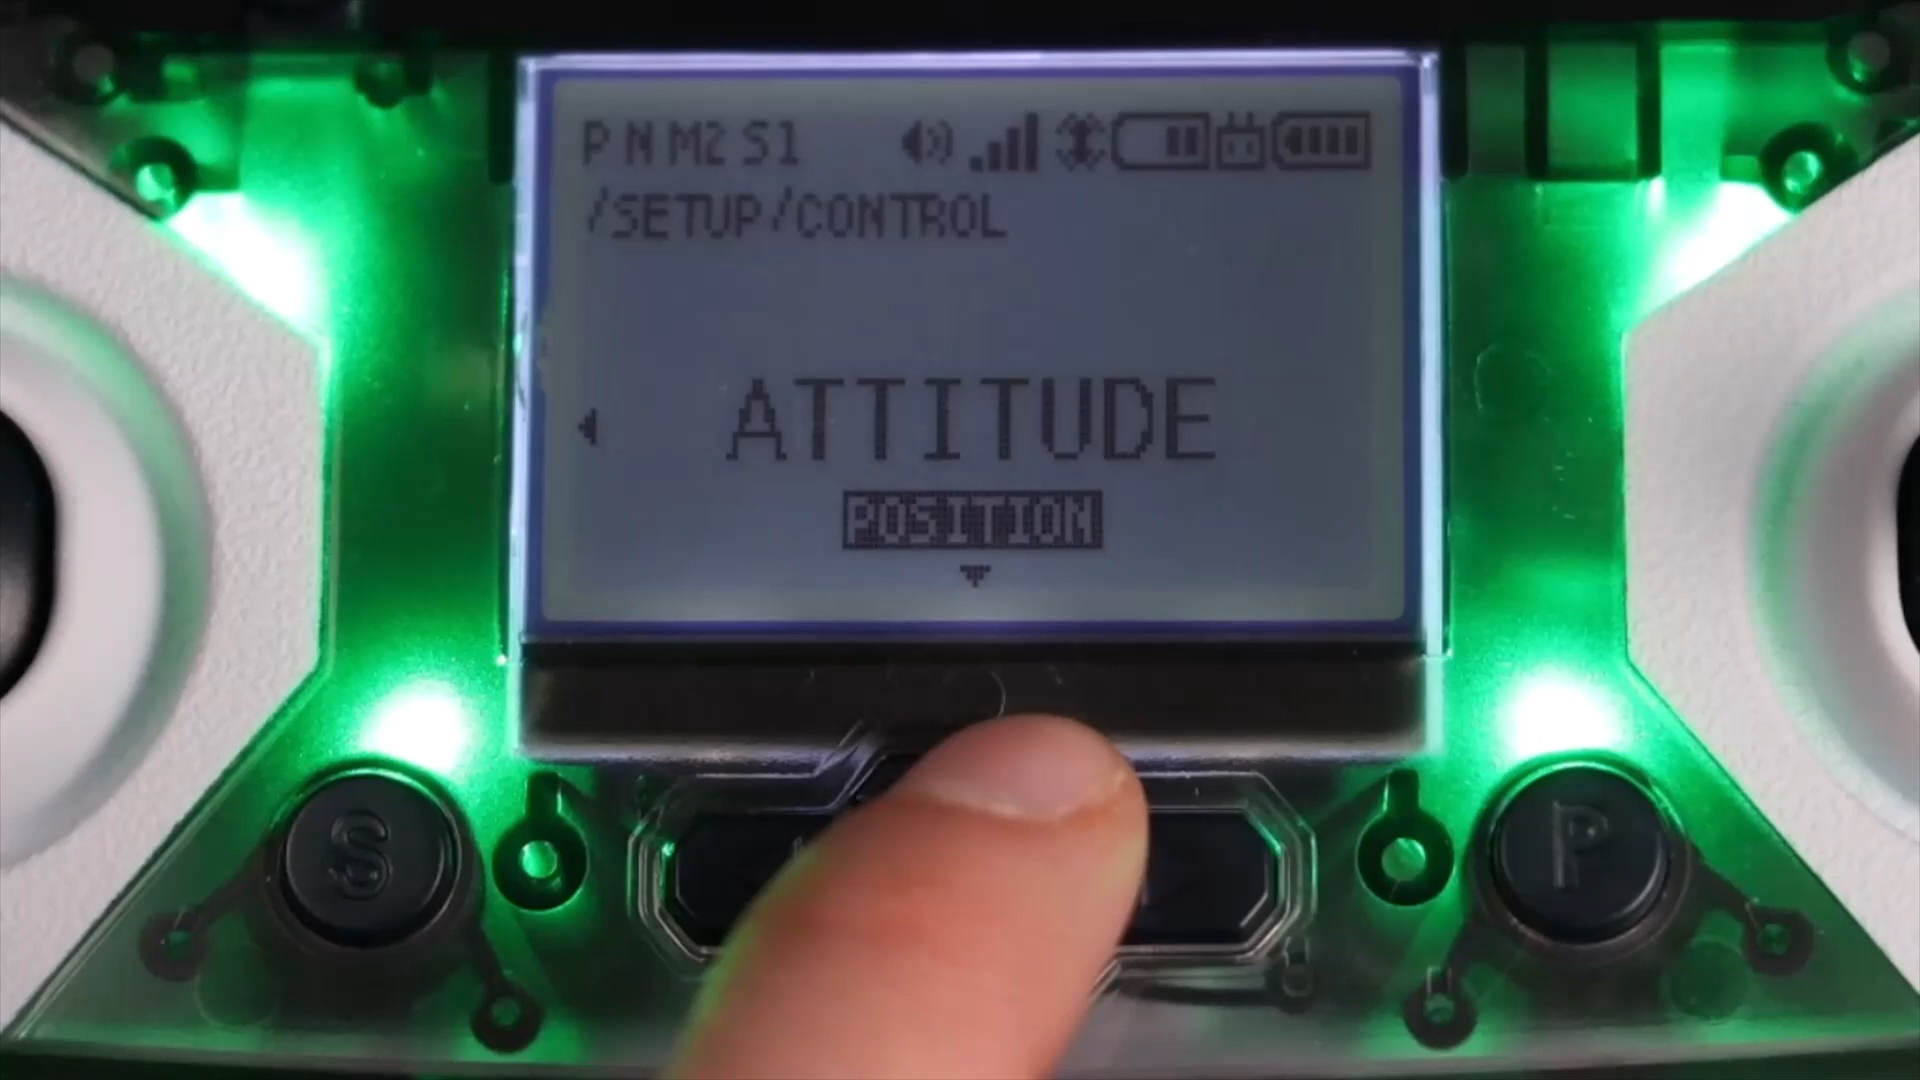 P N M2 S1
/SETUP/CONTROL
ATTITUDE
POSITION
S
P